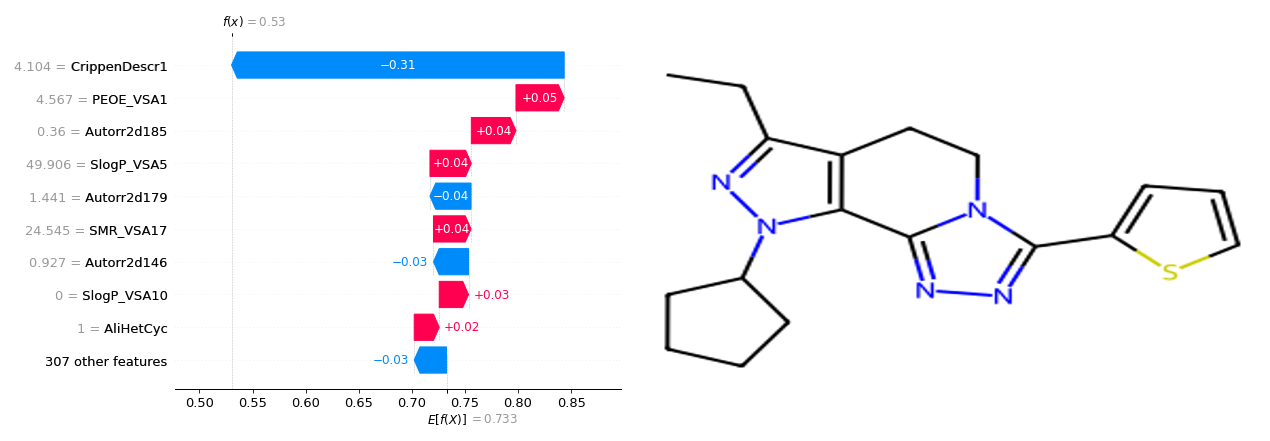 f(x) = 0.53
4.104 = CrippenDescr1
−0.31
4.567 = PEOE_VSA1
+0.05
0.36 = Autorr2d185
+0.04
49.906 = SlogP_VSA5
+0.04
1.441 = Autorr2d179
−0.04
24.545 = SMR_VSA17
+0.04
0.927 = Autorr2d146
−0.03
0 = SlogP_VSA10
+0.03
1 = AliHetCyc
+0.02
307 other features
−0.03
0.50 0.55 0.60 0.65 0.70 0.75 0.80 0.85
E[f(X)] = 0.733
N
N
N
N
N
S